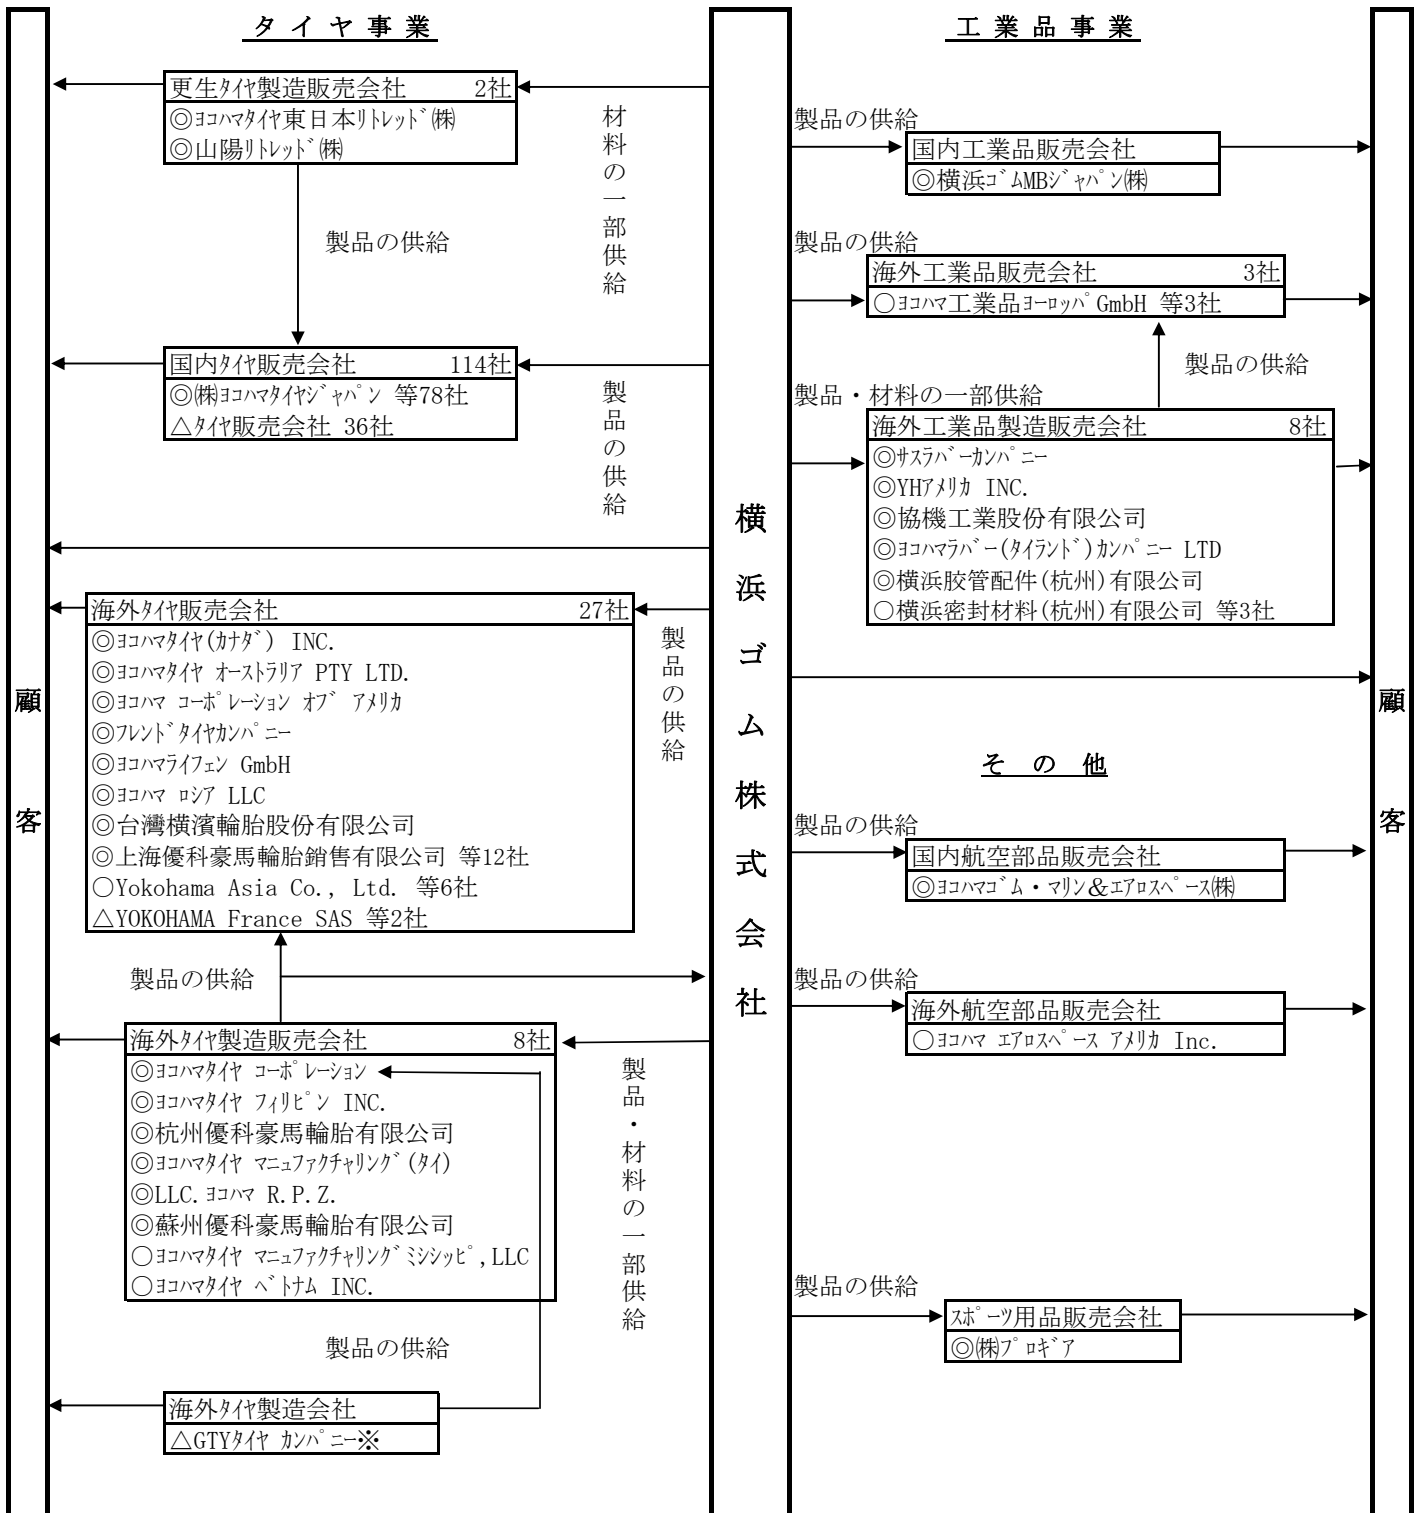 タイヤ事業
更生ﾀｲﾔ製造販売会社 2社
◎ﾖｺﾊﾏﾀｲﾔ東日本ﾘﾄﾚｯﾄﾞ㈱
◎山陽ﾘﾄﾚｯﾄﾞ㈱
材料の一部供給
製品の供給
国内ﾀｲﾔ販売会社 114社
◎㈱ﾖｺﾊﾏﾀｲﾔｼﾞｬﾊﾟﾝ 等78社
△ﾀｲﾔ販売会社 36社
製品の供給
海外ﾀｲﾔ販売会社 27社
◎ﾖｺﾊﾏﾀｲﾔ(ｶﾅﾀﾞ) INC.
◎ﾖｺﾊﾏﾀｲﾔ ｵｰｽﾄﾗﾘｱ PTY LTD.
◎ﾖｺﾊﾏ ｺｰﾎﾟﾚｰｼｮﾝ ｵﾌﾞ ｱﾒﾘｶ
◎ﾌﾚﾝﾄﾞﾀｲﾔｶﾝﾊﾟﾆｰ
◎ﾖｺﾊﾏﾗｲﾌｪﾝ GmbH
◎ﾖｺﾊﾏ ﾛｼｱ LLC
◎台灣横濱輪胎股份有限公司
◎上海優科豪馬輪胎銷售有限公司 等12社
○Yokohama Asia Co., Ltd. 等6社
△YOKOHAMA France SAS 等2社
製品の供給
製品の供給
海外ﾀｲﾔ製造販売会社 8社
◎ﾖｺﾊﾏﾀｲﾔ ｺｰﾎﾟﾚｰｼｮﾝ
◎ﾖｺﾊﾏﾀｲﾔ ﾌｨﾘﾋﾟﾝ INC.
◎杭州優科豪馬輪胎有限公司
◎ﾖｺﾊﾏﾀｲﾔ ﾏﾆｭﾌｧｸﾁｬﾘﾝｸﾞ(ﾀｲ)
◎LLC.ﾖｺﾊﾏ R.P.Z.
◎蘇州優科豪馬輪胎有限公司
○ﾖｺﾊﾏﾀｲﾔ ﾏﾆｭﾌｧｸﾁｬﾘﾝｸﾞﾐｼｼｯﾋﾟ,LLC
○ﾖｺﾊﾏﾀｲﾔ ﾍﾞﾄﾅﾑ INC.
製品・材料の一部供給
製品の供給
海外ﾀｲﾔ製造会社
△GTYﾀｲﾔ ｶﾝﾊﾟﾆｰ※
顧客
横浜ゴム株式会社
工業品事業
製品の供給
国内工業品販売会社
◎横浜ｺﾞﾑMBｼﾞｬﾊﾟﾝ㈱
製品の供給
海外工業品販売会社 3社
○ﾖｺﾊﾏ工業品ﾖｰﾛｯﾊﾟGmbH 等3社
製品の供給
製品・材料の一部供給
海外工業品製造販売会社 8社
◎ｻｽﾗﾊﾞｰｶﾝﾊﾟﾆｰ
◎YHｱﾒﾘｶ INC.
◎協機工業股份有限公司
◎ﾖｺﾊﾏﾗﾊﾞｰ(ﾀｲﾗﾝﾄﾞ)ｶﾝﾊﾟﾆｰ LTD
◎横浜胶管配件(杭州)有限公司
○横浜密封材料(杭州)有限公司 等3社
その他
製品の供給
国内航空部品販売会社
◎ﾖｺﾊﾏｺﾞﾑ・ﾏﾘﾝ&ｴｱﾛｽﾍﾟｰｽ㈱
製品の供給
海外航空部品販売会社
○ﾖｺﾊﾏ ｴｱﾛｽﾍﾟｰｽ ｱﾒﾘｶ Inc.
製品の供給
ｽﾎﾟｰﾂ用品販売会社
◎㈱ﾌﾟﾛｷﾞｱ
顧客